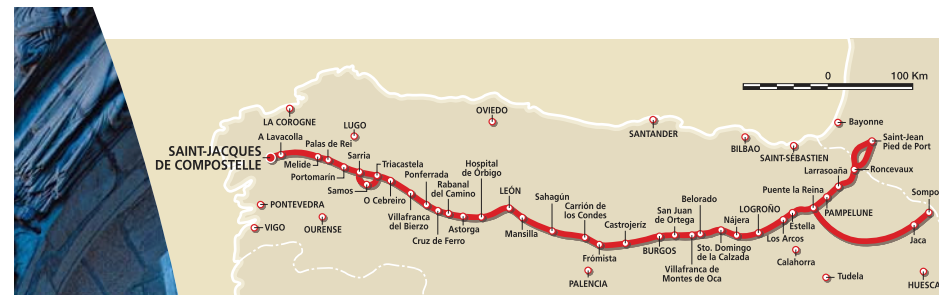 0 100 Km
LA COROGNE
OVIEDO
SANTANDER
Bayonne
BILBAO
SAINT-SÉBASTIEN
Saint-Jean
Pied de Port
Roncevaux
Larrasoaña
LUGO
A Lavacolla
SAINT-JACQUES
DE COMPOSTELLE
Palas de Rei
Melide
Sarria
Portomarín
Triacastela
Samos
O Cebreiro
Ponferrada
Villafranca
del Bierzo
Rabanal
del Camino
Cruz de Ferro
Hospital
de Órbigo
Astorga
LEÓN
Mansilla
Sahagún
Carrión de
los Condes
Frómista
Castrojeriz
BURGOS
San Juan
de Ortega
Belorado
Villafranca de
Montes de Oca
Sto. Domingo
de la Calzada
Nájera
LOGROÑO
Los Arcos
Estella
Puente la Reina
PAMPELUNE
Jaca
PONTEVEDRA
VIGO
OURENSE
PALENCIA
Calahorra
Tudela